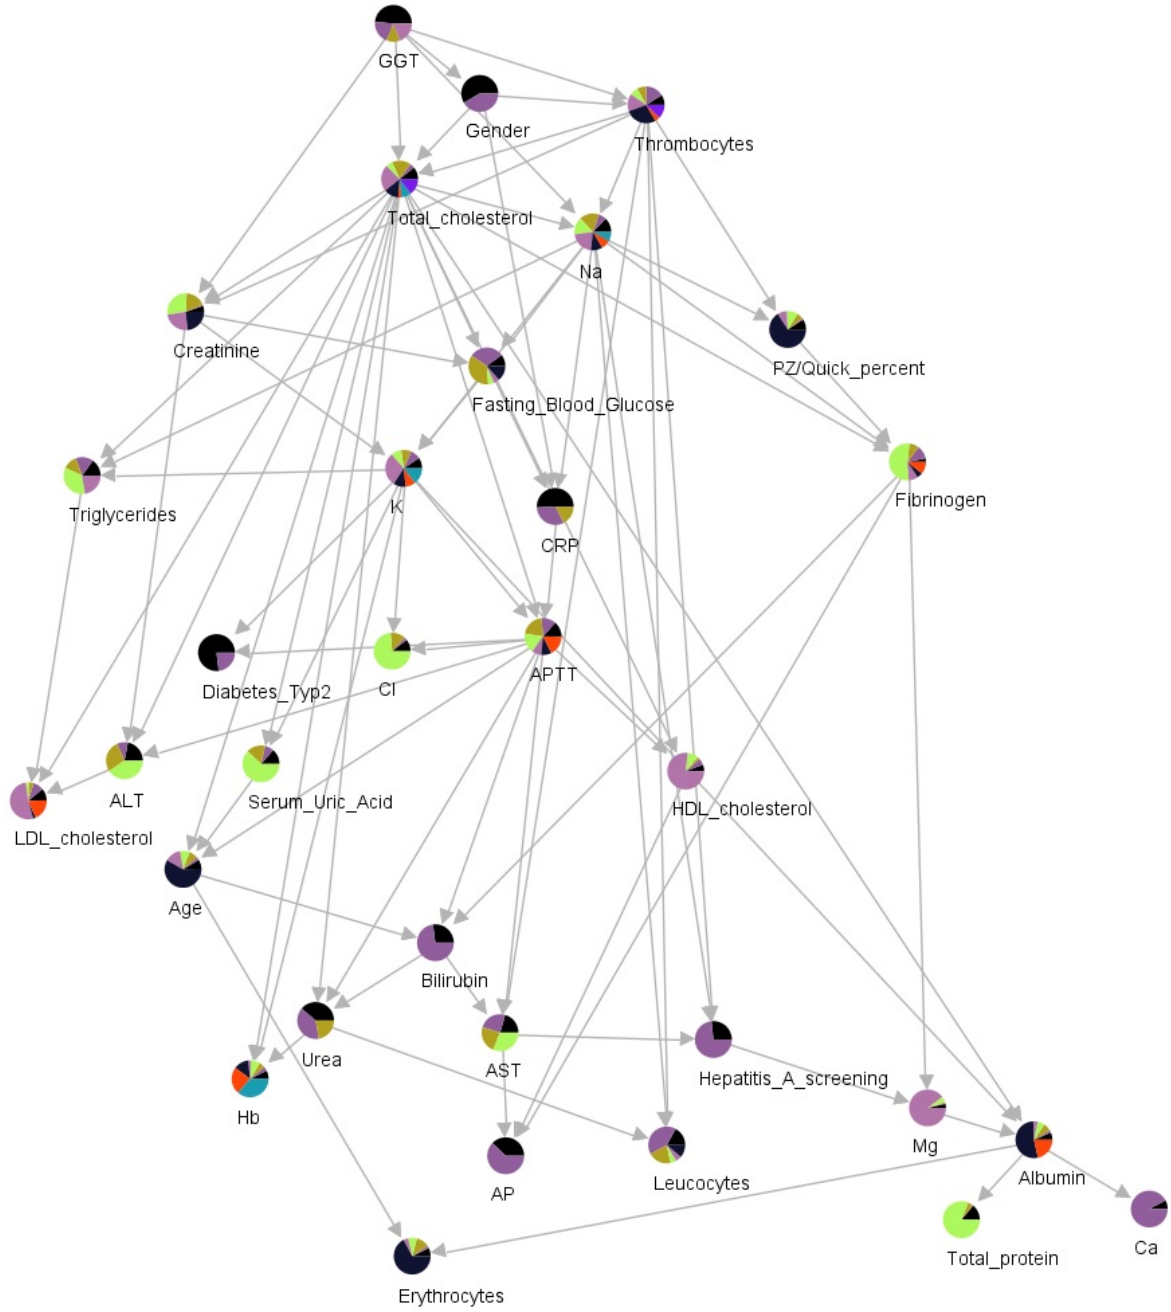 GGT
Gender
Thrombocytes
Total_cholesterol
Na
Creatinine
PZ/Quick_percent
Fasting_Blood_Glucose
Triglycerides
K
Fibrinogen
CRP
Diabetes_Typ2
Cl
APTT
ALT
Serum_Uric_Acid
HDL_cholesterol
LDL_cholesterol
Age
Bilirubin
Urea
AST
Hepatitis_A_screening
Hb
Mg
AP
Leucocytes
Albumin
Total_protein
Ca
Erythrocytes